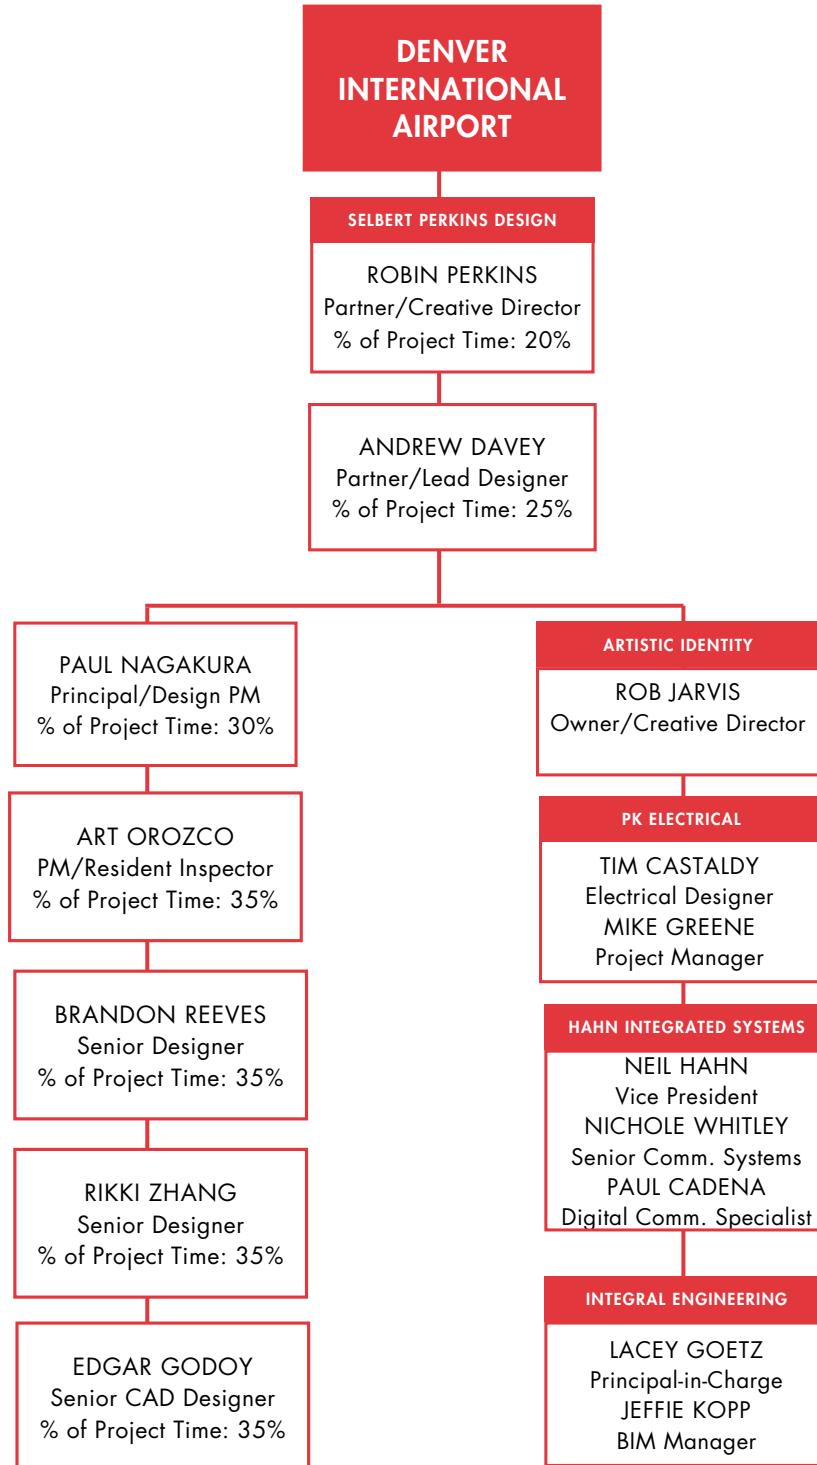 DENVER
INTERNATIONAL
AIRPORT
SELBERT PERKINS DESIGN
ROBIN PERKINS
Partner/Creative Director
% of Project Time: 20%
ANDREW DAVEY
Partner/Lead Designer
% of Project Time: 25%
PAUL NAGAKURA
Principal/Design PM
% of Project Time: 30%
ART OROZCO
PM/Resident Inspector
% of Project Time: 35%
BRANDON REEVES
Senior Designer
% of Project Time: 35%
RIKKI ZHANG
Senior Designer
% of Project Time: 35%
EDGAR GODOY
Senior CAD Designer
% of Project Time: 35%
ARTISTIC IDENTITY
ROB JARVIS
Owner/Creative Director
PK ELECTRICAL
TIM CASTALDY
Electrical Designer
MIKE GREENE
Project Manager
HAHN INTEGRATED SYSTEMS
NEIL HAHN
Vice President
NICHOLE WHITLEY
Senior Comm. Systems
PAUL CADENA
Digital Comm. Specialist
INTEGRAL ENGINEERING
LACEY GOETZ
Principal-in-Charge
JEFFIE KOPP
BIM Manager